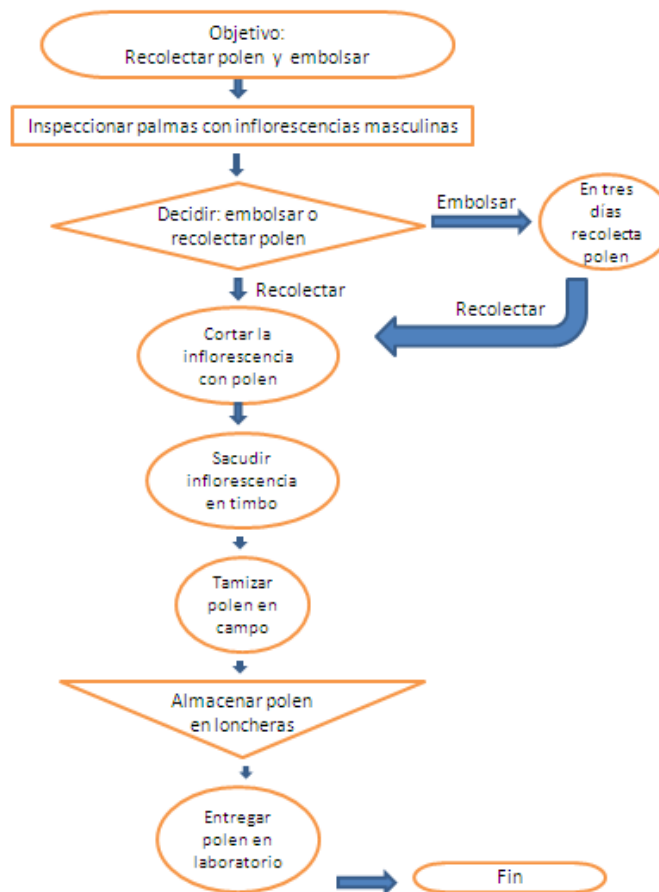 Objetivo:
Recolectar polen y embolsar
Inspeccionar palmas con inflorescencias masculinas
Decidir: embolsar o
recolectar polen
Embolsar
En tres
días
recolecta
polen
Recolectar
Recolectar
Cortar la
inflorescencia
con polen
Sacudir
inflorescencia
en timbo
Tamizar
polen en
campo
Almacenar polen
en loncheras
Entregar
polen en
laboratorio
Fin